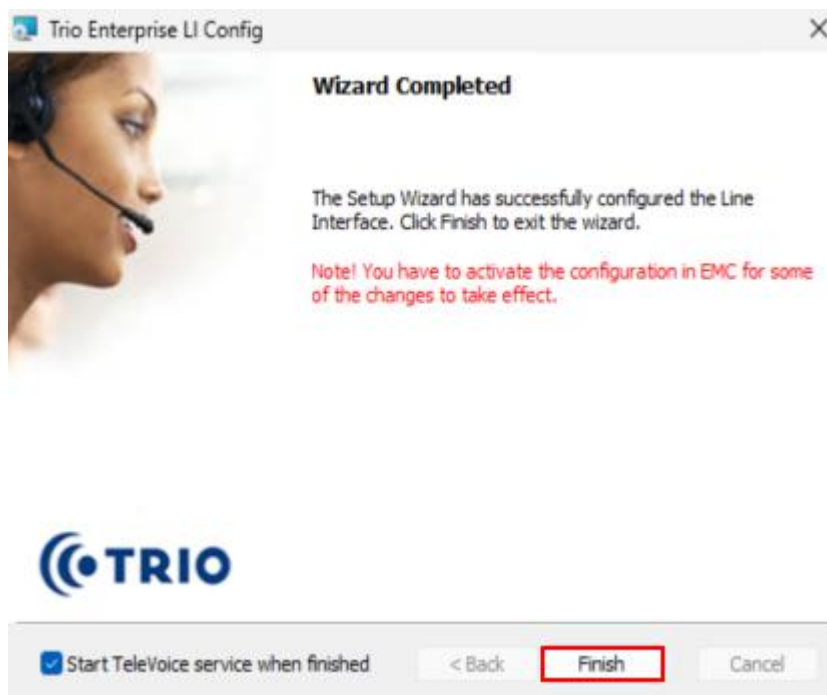 Trio Enterprise LI Config
Wizard Completed
The Setup Wizard has successfully configured the Line
Interface. Click Finish to exit the wizard.
Note! You have to activate the configuration in EMC for some
of the changes to take effect.
TRIO
Start TeleVoice service when finished
< Back
Finish
Cancel